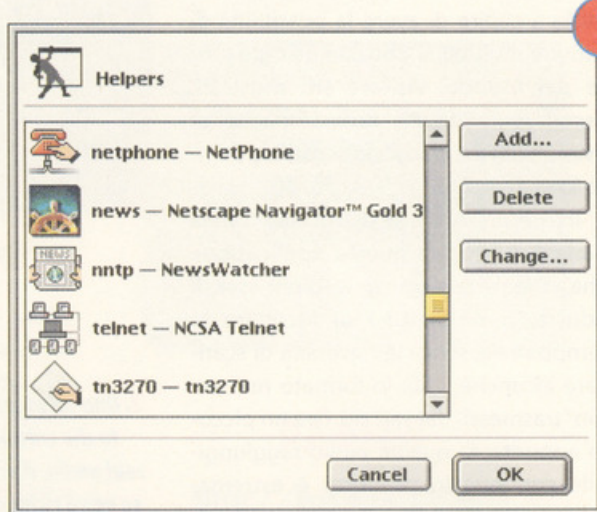 Helpers
netphone — NetPhone
news — Netscape Navigator™ Gold 3
nntp — NewsWatcher
telnet — NCSA Telnet
tn3270 — tn3270
Add...
Delete
Change...
Cancel
OK